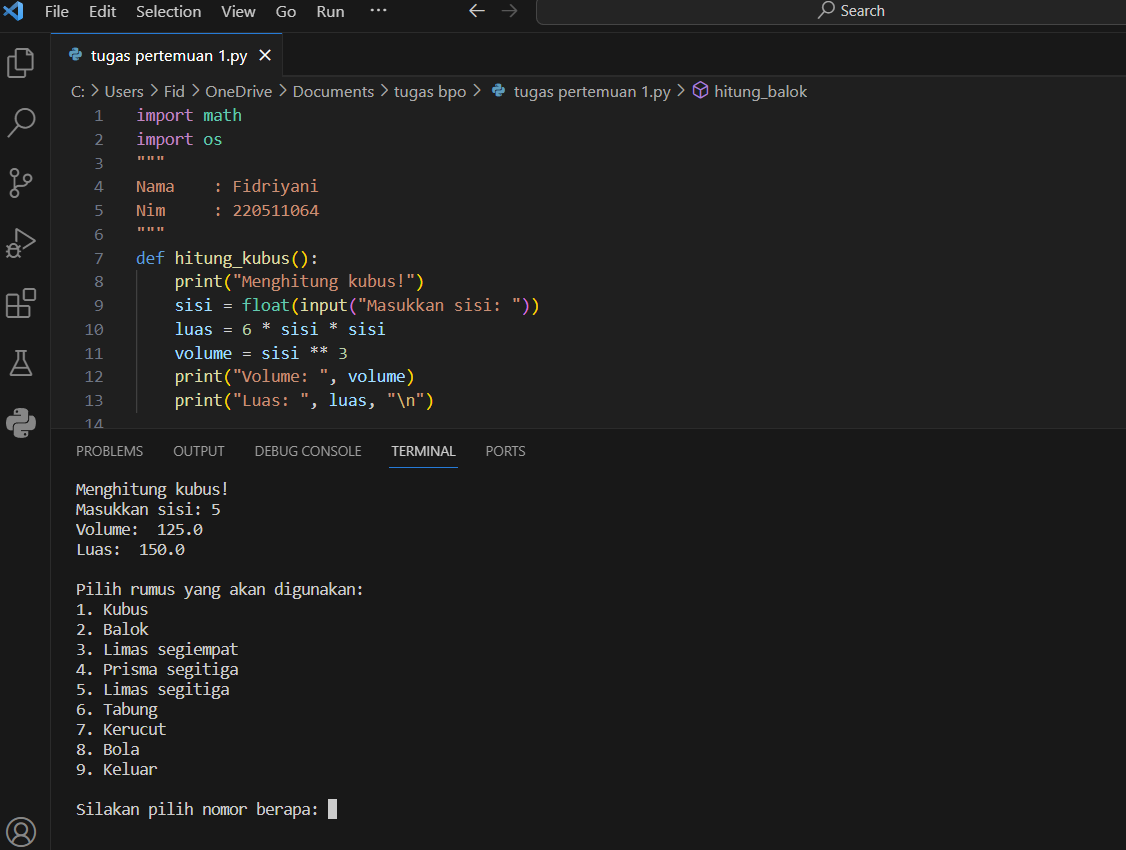 File Edit Selection View Go Run ··· Search
tugas pertemuan 1.py
C: > Users > Fid > OneDrive > Documents > tugas bpo > tugas pertemuan 1.py > hitung_balok
1 import math
2 import os
3 """
4 Nama    : Fidriyani
5 Nim     : 220511064
6 """
7 def hitung_kubus():
8     print("Menghitung kubus!")
9     sisi = float(input("Masukkan sisi: "))
10     luas = 6 * sisi * sisi
11     volume = sisi ** 3
12     print("Volume: ", volume)
13     print("Luas: ", luas, "\n")
14
PROBLEMS OUTPUT DEBUG CONSOLE TERMINAL PORTS
Menghitung kubus!
Masukkan sisi: 5
Volume:  125.0
Luas:  150.0
Pilih rumus yang akan digunakan:
1. Kubus
2. Balok
3. Limas segiempat
4. Prisma segitiga
5. Limas segitiga
6. Tabung
7. Kerucut
8. Bola
9. Keluar
Silakan pilih nomor berapa: